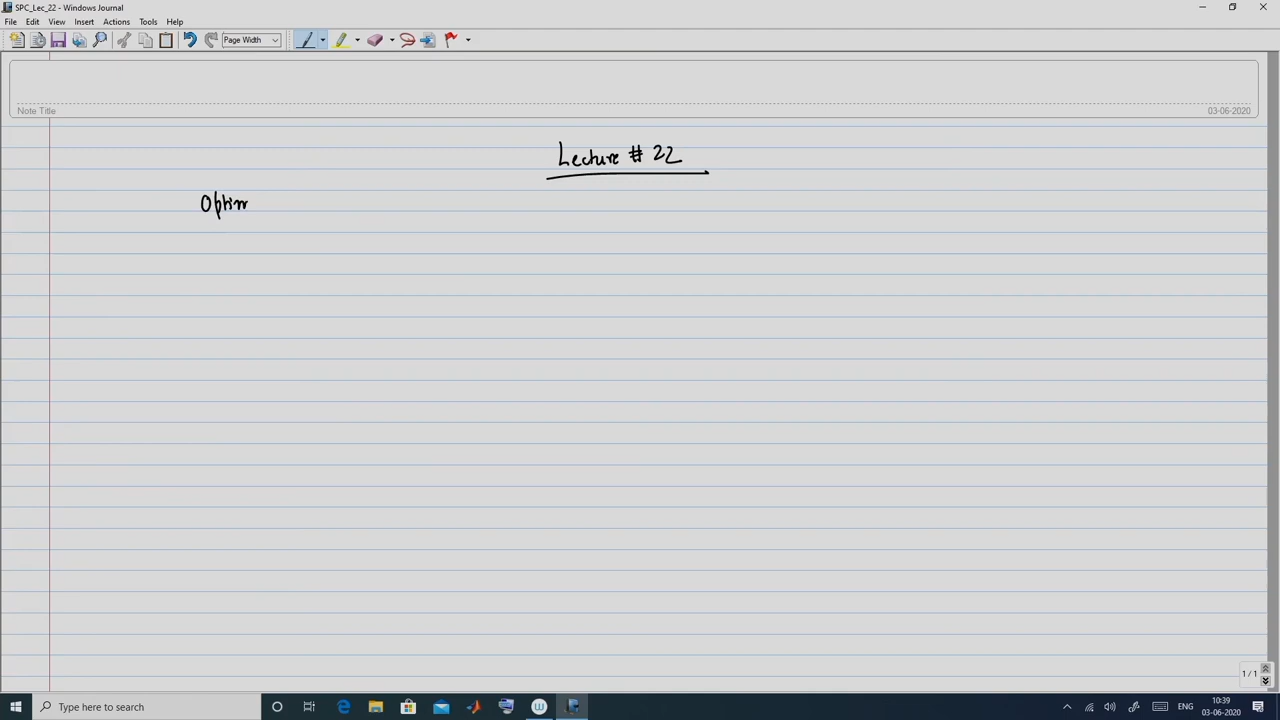 SPC_Lec_22 - Windows Journal
File Edit View Insert Actions Tools Help
Page Width
Note Title
03-06-2020
Lecture # 22
Optim
1/1
Type here to search
ENG
10:39
03-06-2020